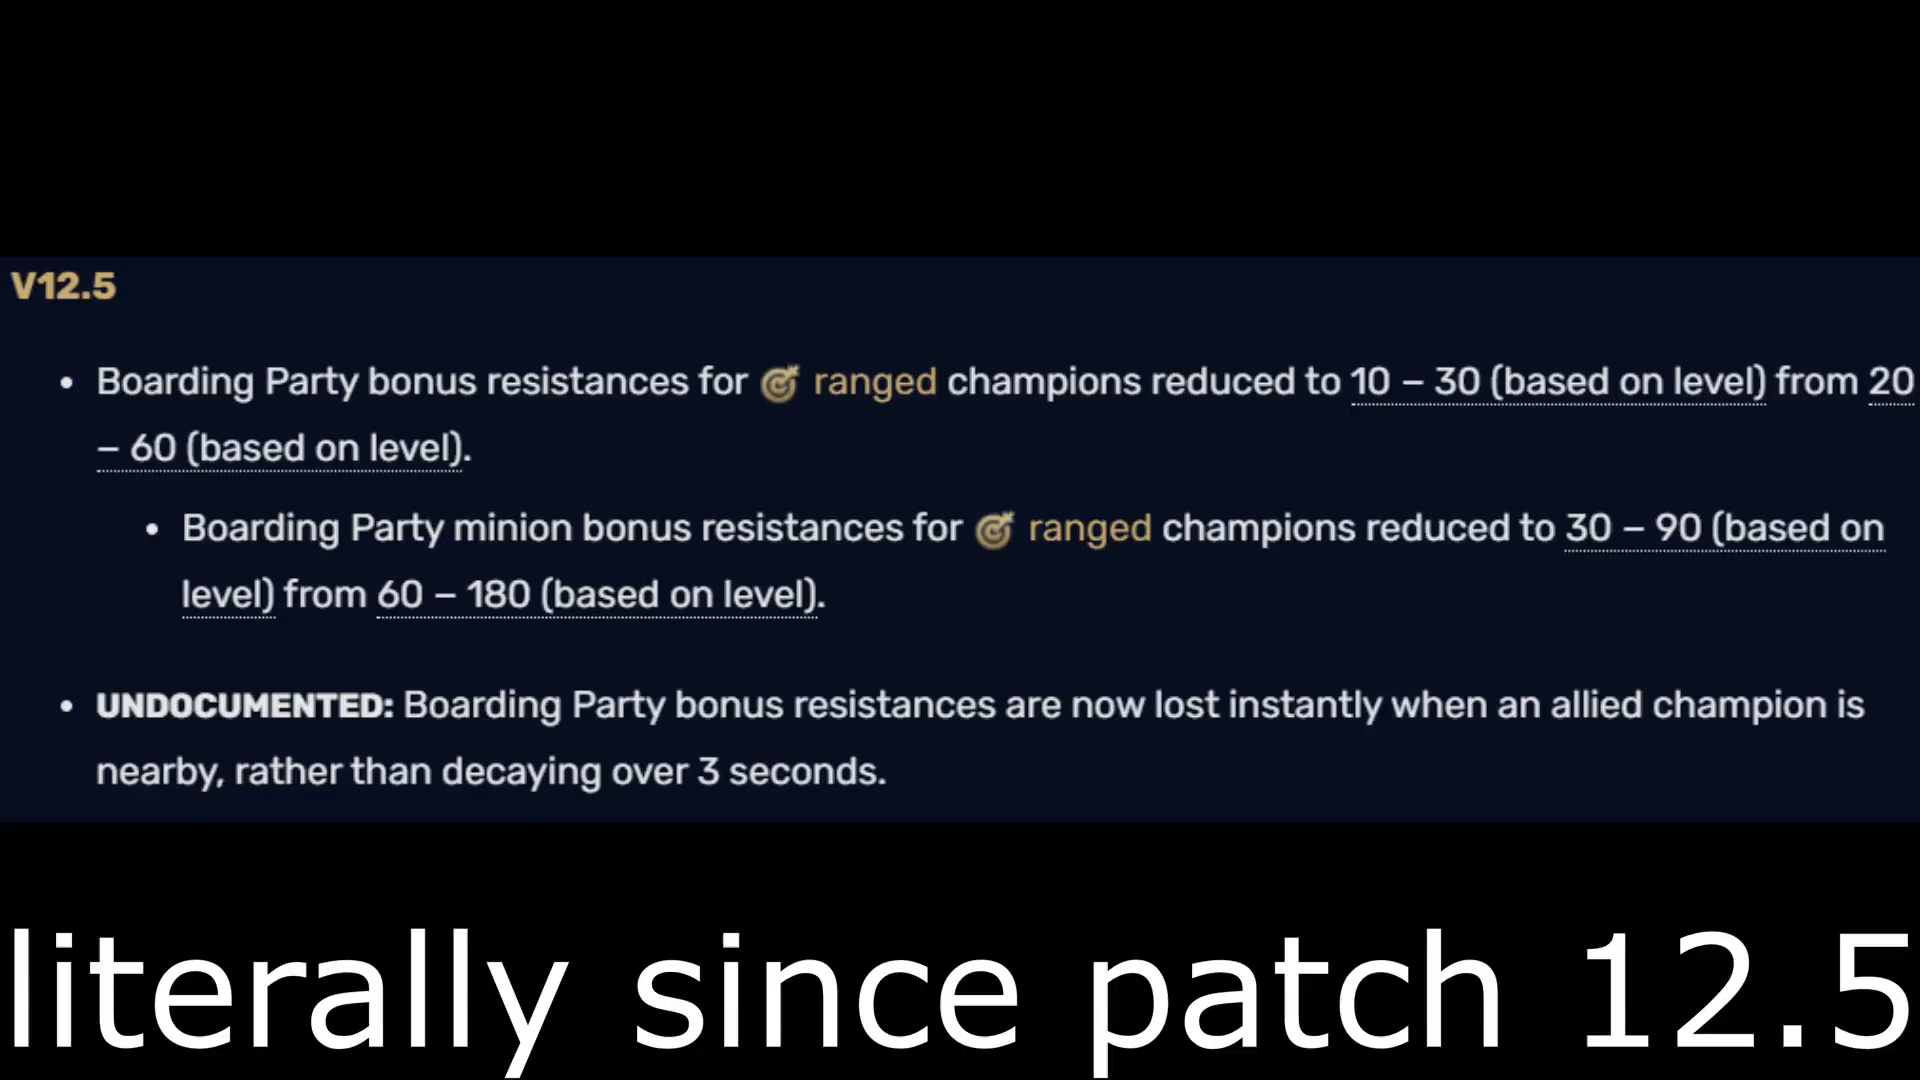 V12.5
• Boarding Party bonus resistances for ranged champions reduced to 10 – 30 (based on level) from 20
– 60 (based on level).
• Boarding Party minion bonus resistances for ranged champions reduced to 30 – 90 (based on
level) from 60 – 180 (based on level).
• UNDOCUMENTED: Boarding Party bonus resistances are now lost instantly when an allied champion is
nearby, rather than decaying over 3 seconds.
literally since patch 12.5